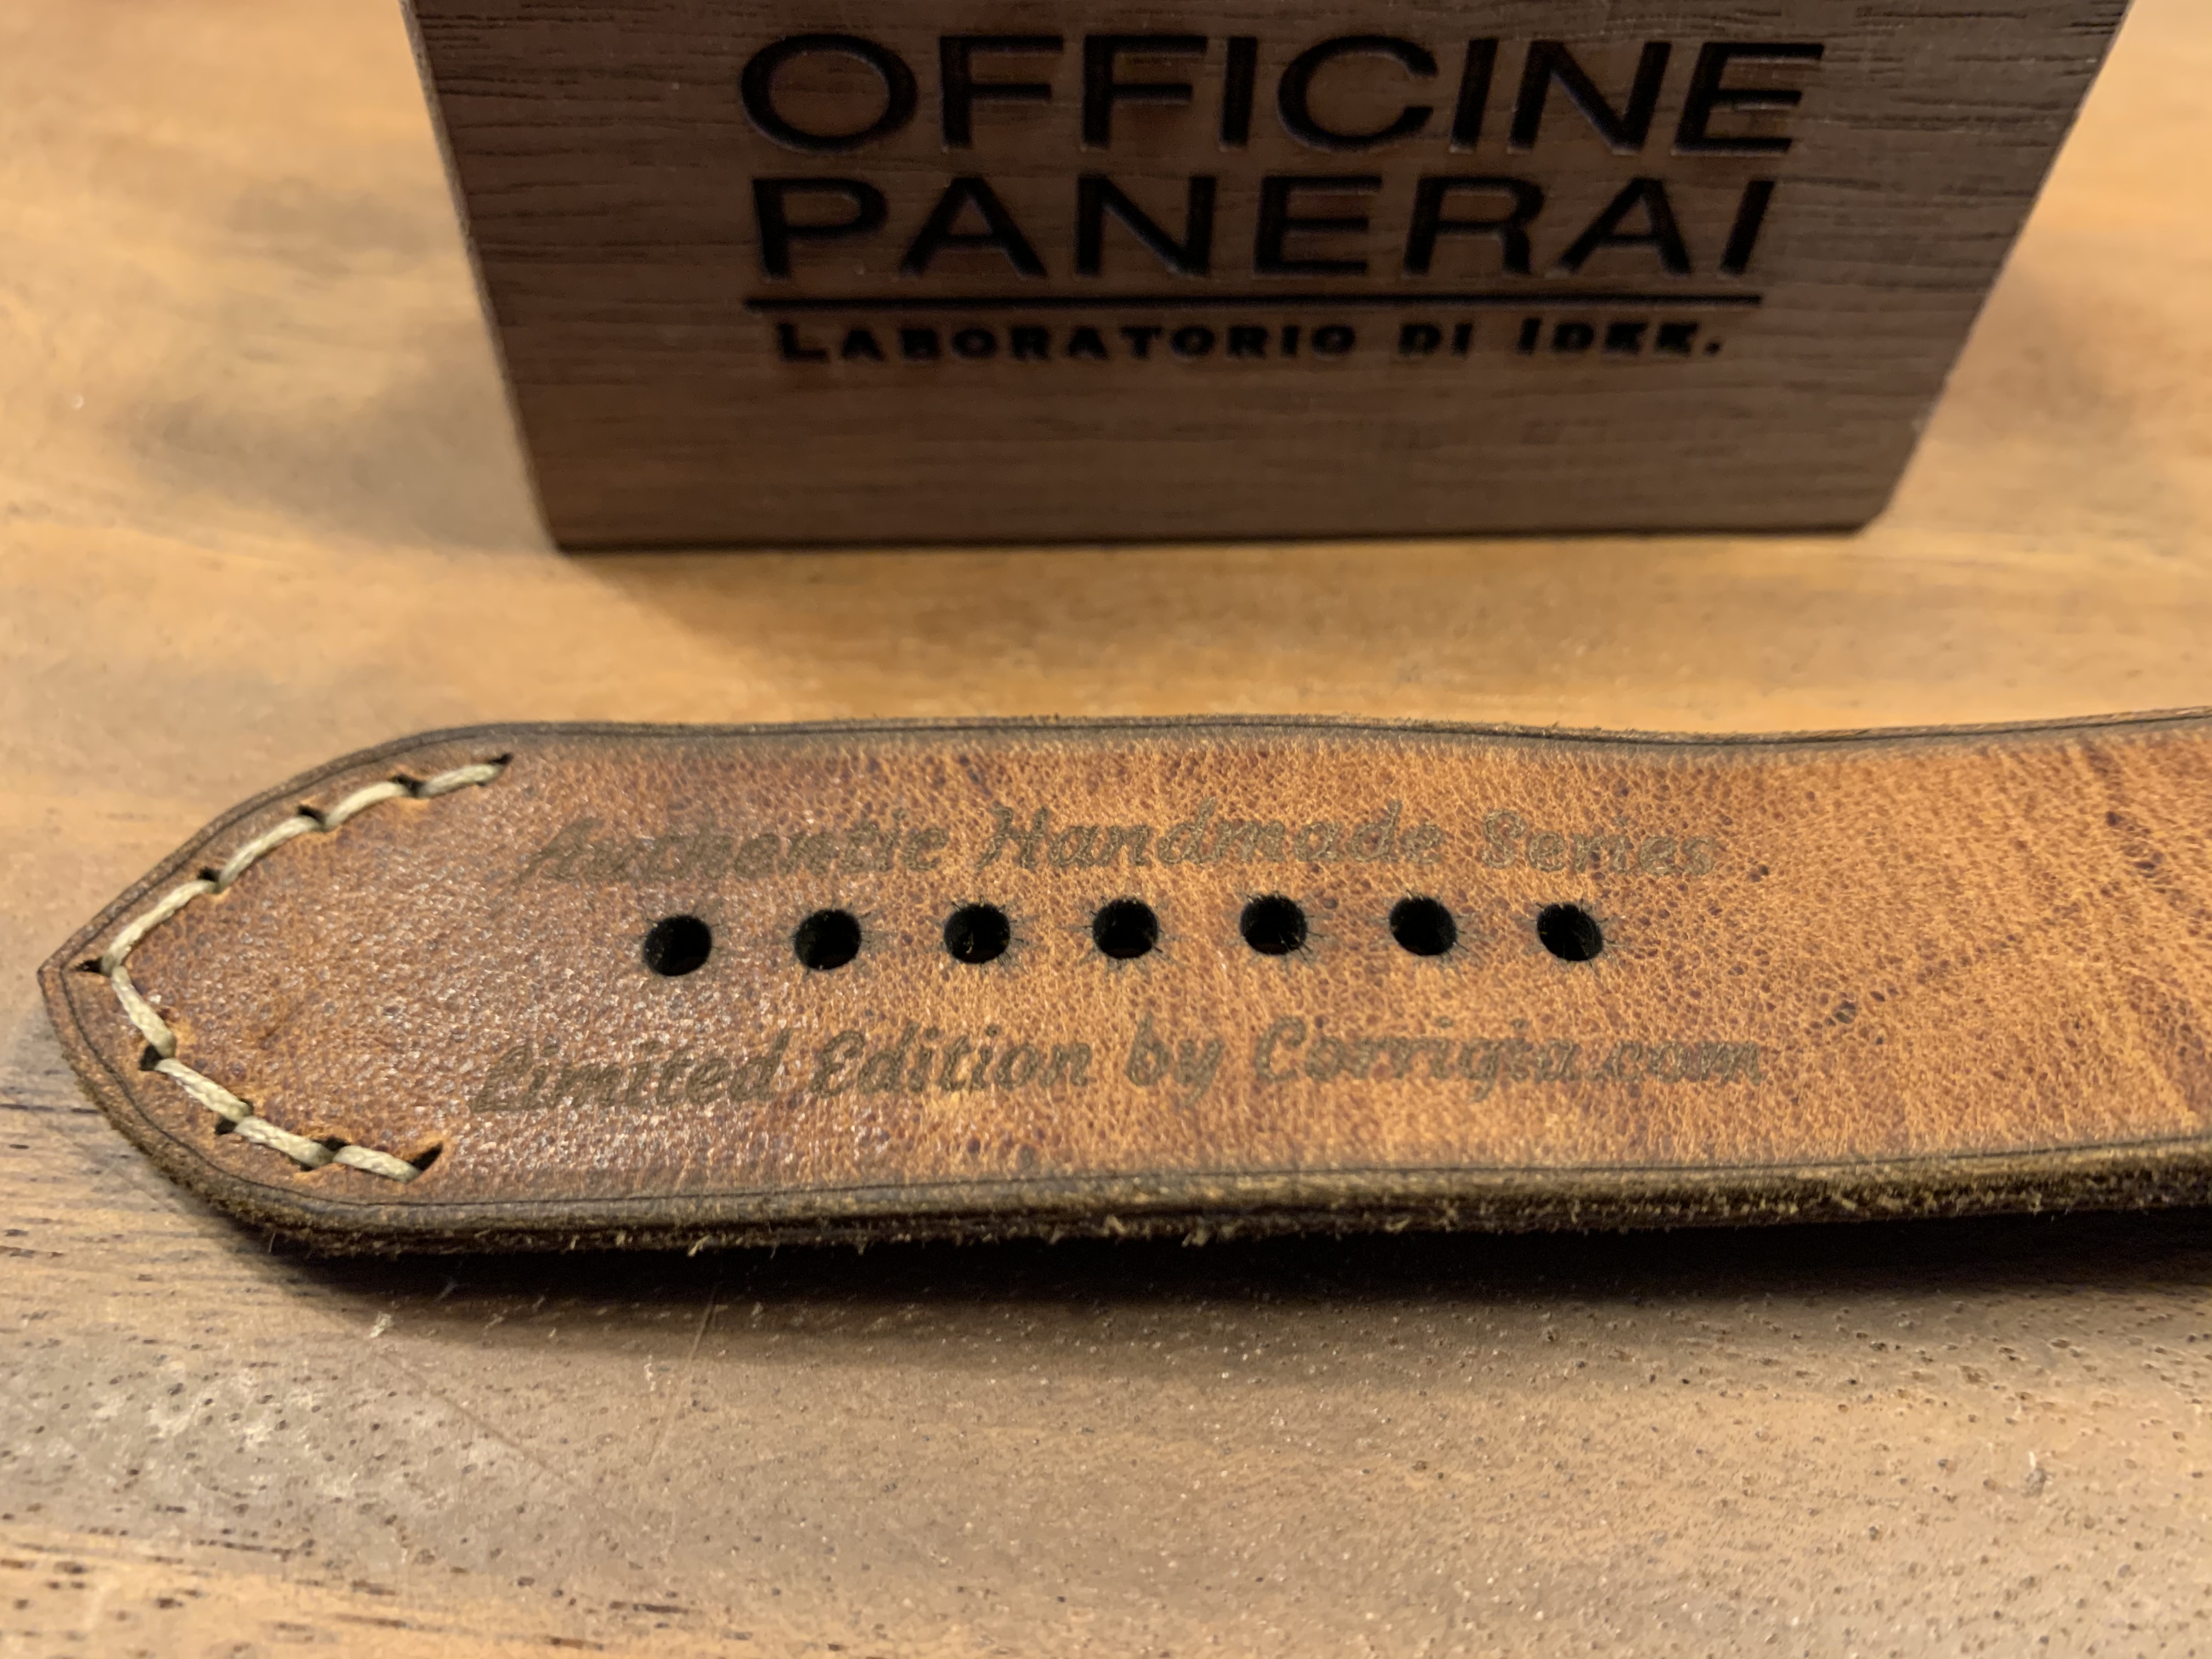 OFFICINE
PANERAI
LABORATORIO DI IDEE.
Authentic Handmade Series
Limited Edition by Corrigia.com